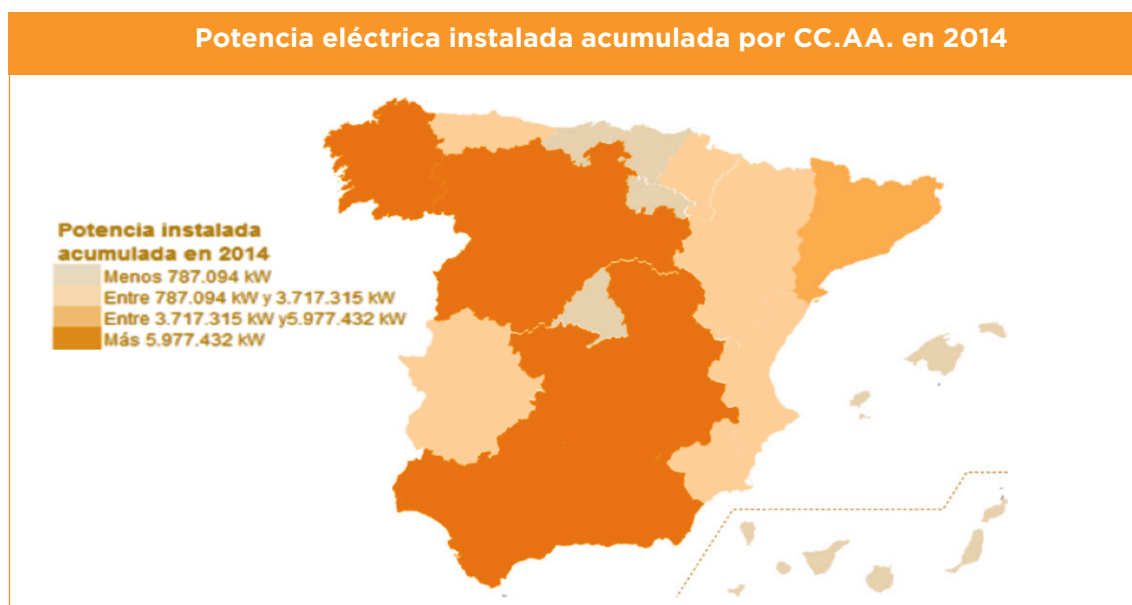 Potencia eléctrica instalada acumulada por CC.AA. en 2014
Potencia instalada
acumulada en 2014
Menos 787.094 kW
Entre 787.094 kW y 3.717.315 kW
Entre 3.717.315 kW y5.977.432 kW
Más 5.977.432 kW